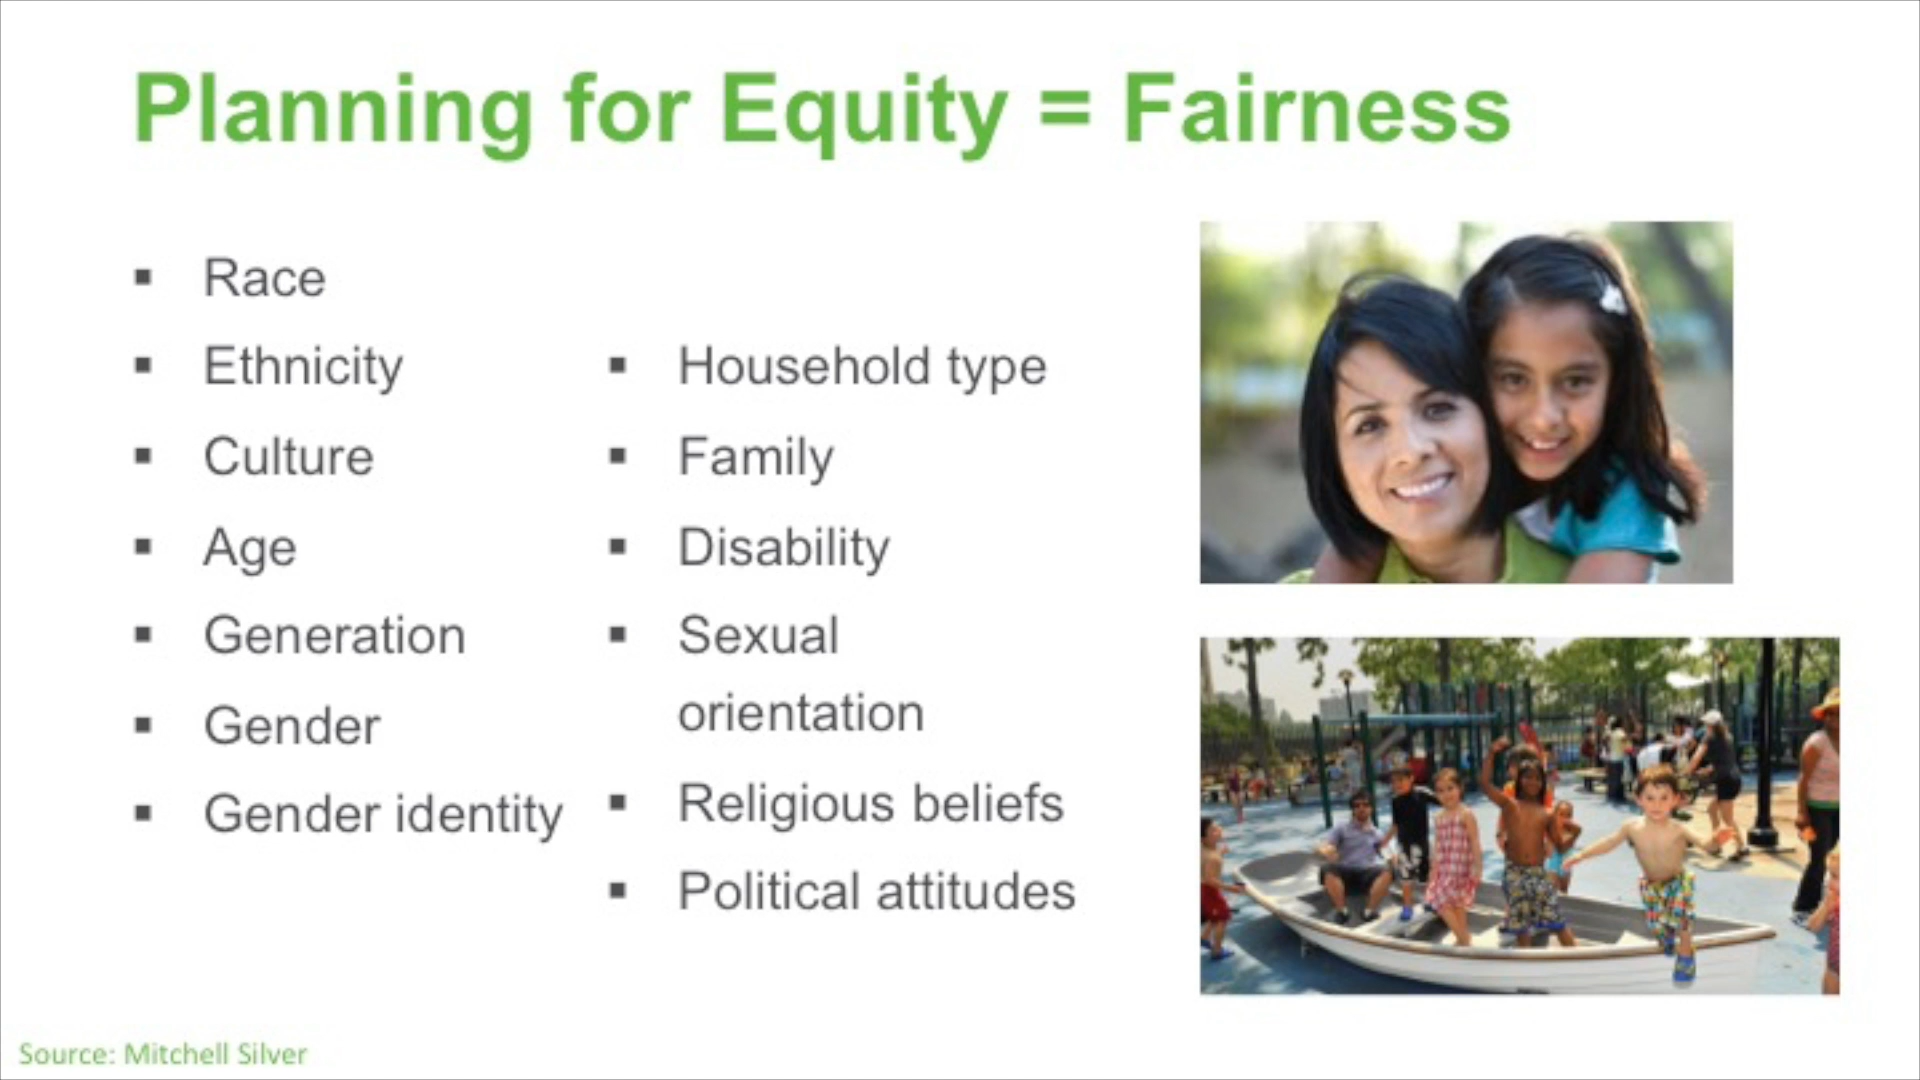 Planning for Equity = Fairness
▪ Race
▪ Ethnicity
▪ Culture
▪ Age
▪ Generation
▪ Gender
▪ Gender identity
▪ Household type
▪ Family
▪ Disability
▪ Sexual
orientation
▪ Religious beliefs
▪ Political attitudes
Source: Mitchell Silver